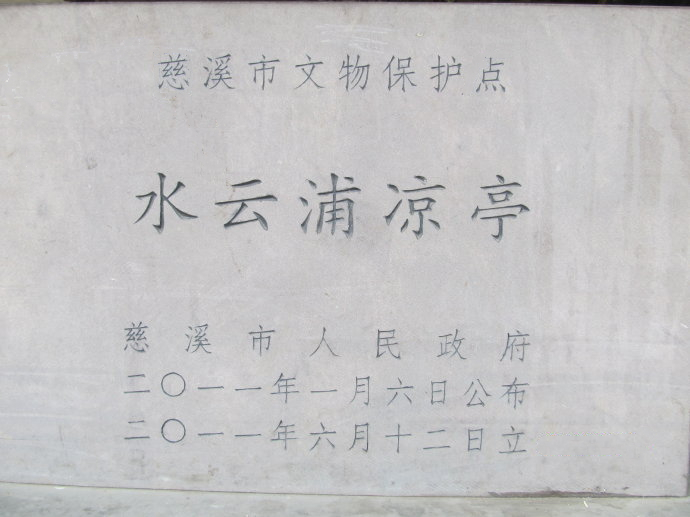 慈溪市文物保护点
水云浦凉亭
慈溪市人民政府
二〇一一年一月六日公布
二〇一一年六月十二日立